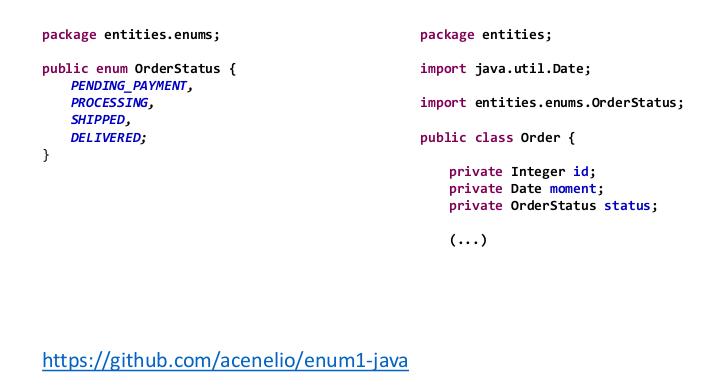 package entities.enums;
public enum OrderStatus {
PENDING_PAYMENT,
PROCESSING,
SHIPPED,
DELIVERED;
}
package entities;
import java.util.Date;
import entities.enums.OrderStatus;
public class Order {
private Integer id;
private Date moment;
private OrderStatus status;
(...)
https://github.com/acenelio/enum1-java